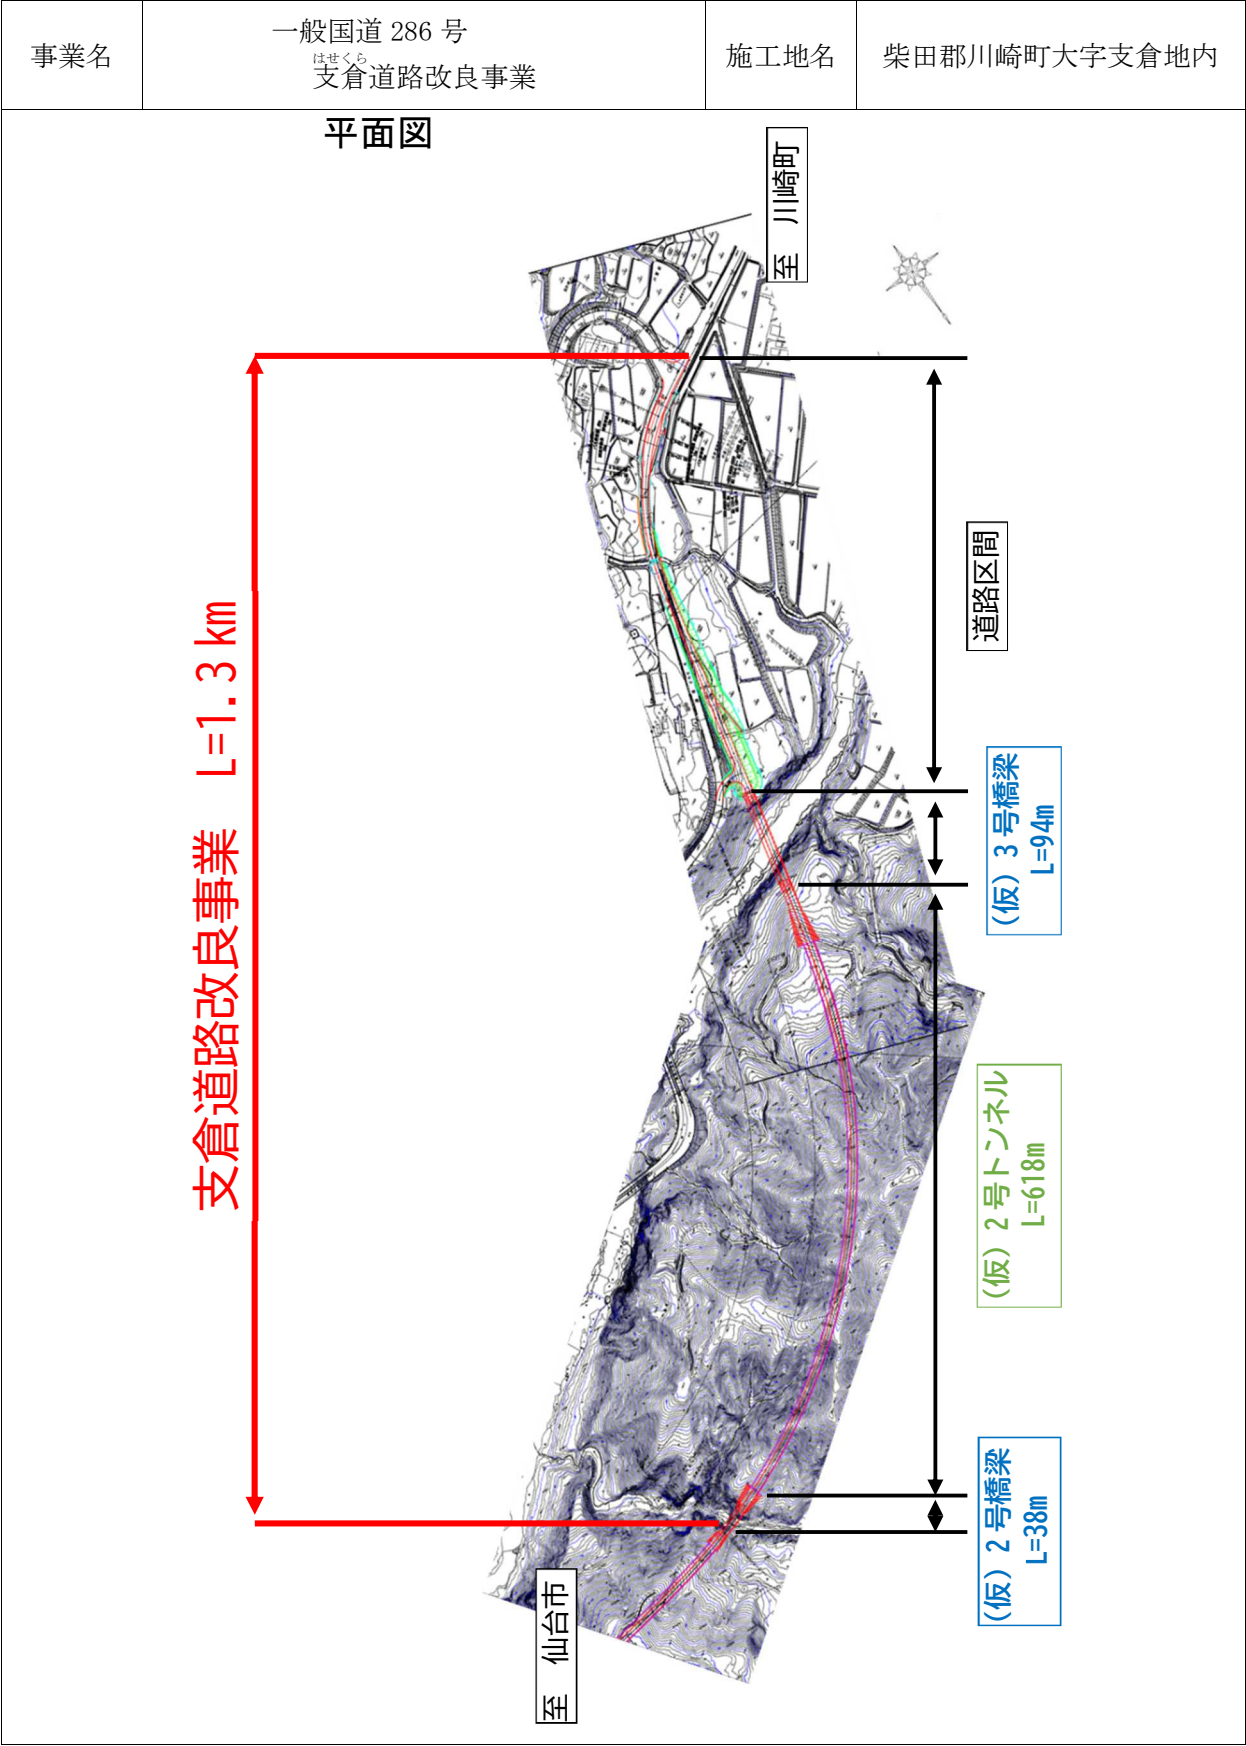 事業名
一般国道 286 号
はせくら
支倉道路改良事業
施工地名
柴田郡川崎町大字支倉地内
平面図
至 川崎町
支倉道路改良事業 L=1.3km
道路区間
(仮)3号橋梁
L=94m
(仮)2号トンネル
L=618m
(仮)2号橋梁
L=38m
至 仙台市